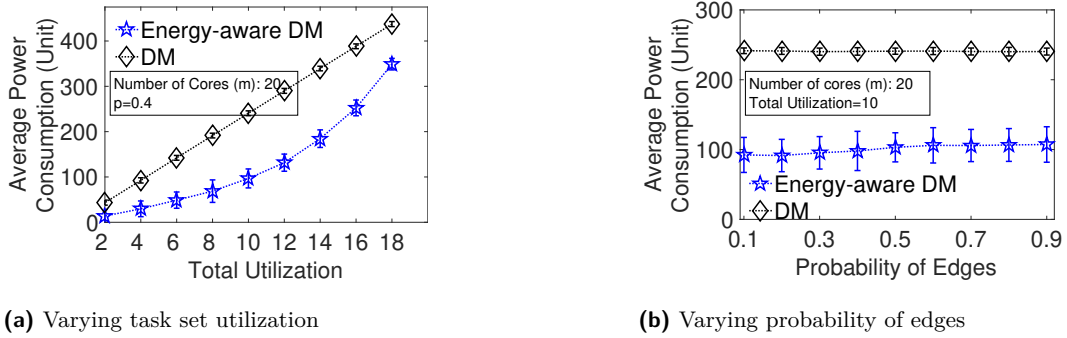 Average Power
Consumption (Unit)
400
300
200
100
0
Energy-aware DM
DM
Number of Cores (m): 20
p=0.4
2 4 6 8 10 12 14 16 18
Total Utilization
(a) Varying task set utilization
Average Power
Consumption (Unit)
300
200
100
0
Number of cores (m): 20
Total Utilization=10
Energy-aware DM
DM
0.1 0.3 0.5 0.7 0.9
Probability of Edges
(b) Varying probability of edges